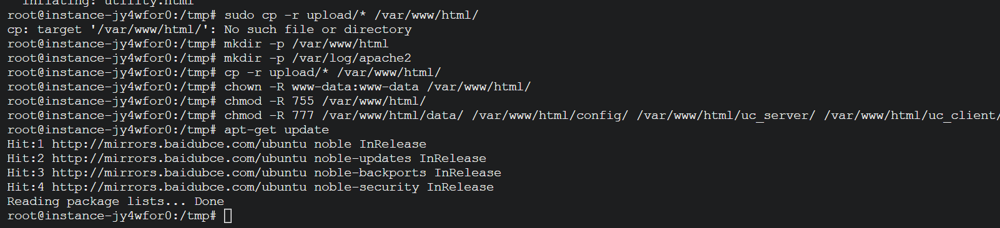 inflating: utility.html
root@instance-jy4wfor0:/tmp# sudo cp -r upload/* /var/www/html/
cp: target '/var/www/html/': No such file or directory
root@instance-jy4wfor0:/tmp# mkdir -p /var/www/html
root@instance-jy4wfor0:/tmp# mkdir -p /var/log/apache2
root@instance-jy4wfor0:/tmp# cp -r upload/* /var/www/html/
root@instance-jy4wfor0:/tmp# chown -R www-data:www-data /var/www/html/
root@instance-jy4wfor0:/tmp# chmod -R 755 /var/www/html/
root@instance-jy4wfor0:/tmp# chmod -R 777 /var/www/html/data/ /var/www/html/config/ /var/www/html/uc_server/ /var/www/html/uc_client/
root@instance-jy4wfor0:/tmp# apt-get update
Hit:1 http://mirrors.baidubce.com/ubuntu noble InRelease
Hit:2 http://mirrors.baidubce.com/ubuntu noble-updates InRelease
Hit:3 http://mirrors.baidubce.com/ubuntu noble-backports InRelease
Hit:4 http://mirrors.baidubce.com/ubuntu noble-security InRelease
Reading package lists... Done
root@instance-jy4wfor0:/tmp#